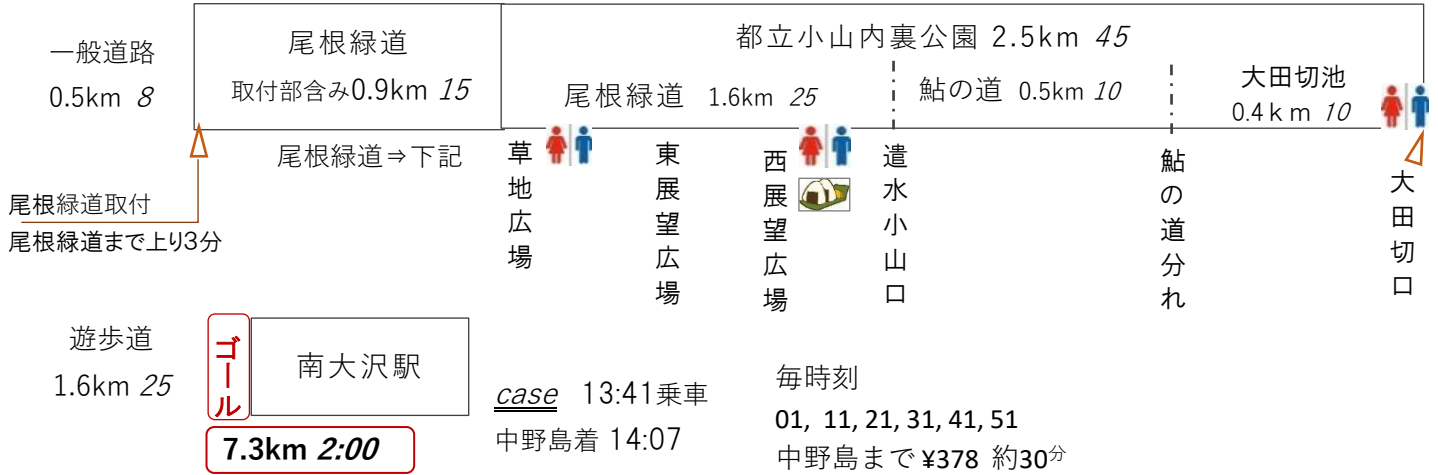 一般道路
0.5km 8
尾根緑道
取付部含み0.9km 15
都立小山内裏公園 2.5km 45
尾根緑道 1.6km 25
鮎の道 0.5km 10
大田切池
0.4km 10
尾根緑道⇒下記
草地広場
東展望広場
西展望広場
遣水小山口
鮎の道分れ
大田切口
尾根緑道取付
尾根緑道まで上り3分
遊歩道
1.6km 25
ゴール
南大沢駅
7.3km 2:00
case 13:41乗車
中野島着 14:07
毎時刻
01, 11, 21, 31, 41, 51
中野島まで ¥378 約30分